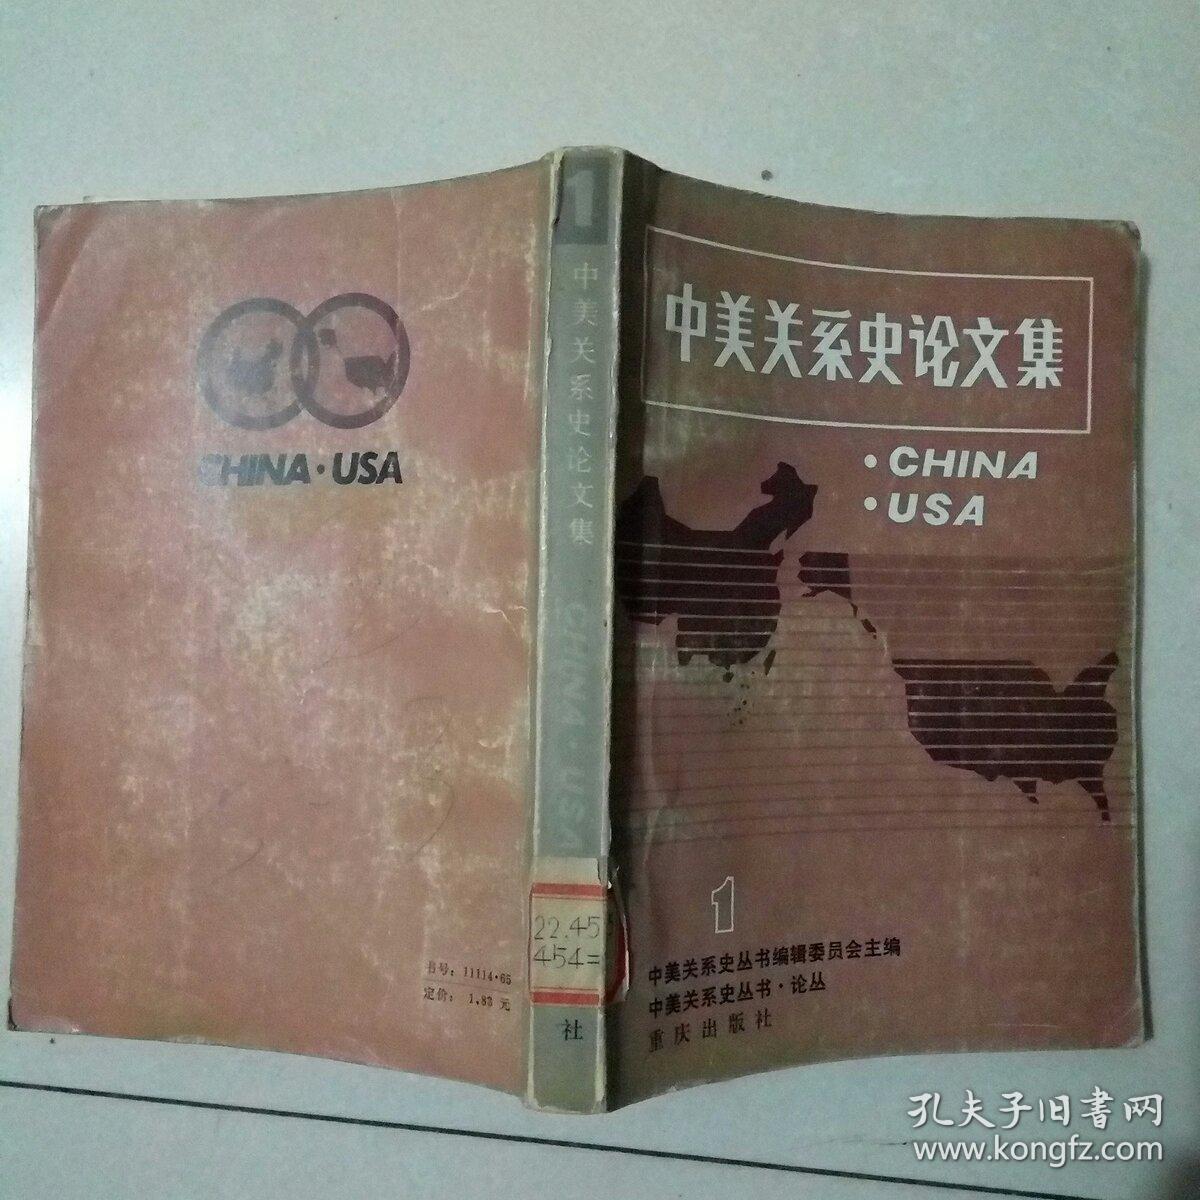 CHINA·USA
书号：11114·65
定价：1.83 元
1
中美关系史论文集
CHINA·USA
22.45
454=
社
中美关系史论文集
·CHINA
·USA
1
中美关系史丛书编辑委员会主编
中美关系史丛书·论丛
重庆出版社
孔夫子旧书网
www.kongfz.com